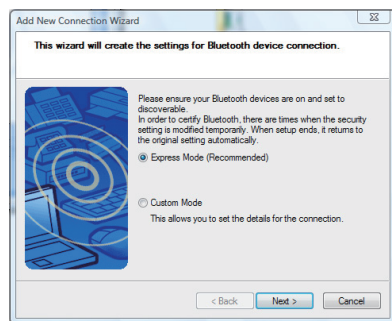 Add New Connection Wizard
This wizard will create the settings for Bluetooth device connection.
Please ensure your Bluetooth devices are on and set to
discoverable.
In order to certify Bluetooth, there are times when the security
setting is modified temporarily. When setup ends, it returns to
the original setting automatically.
Express Mode (Recommended)
Custom Mode
This allows you to set the details for the connection.
< Back Next > Cancel